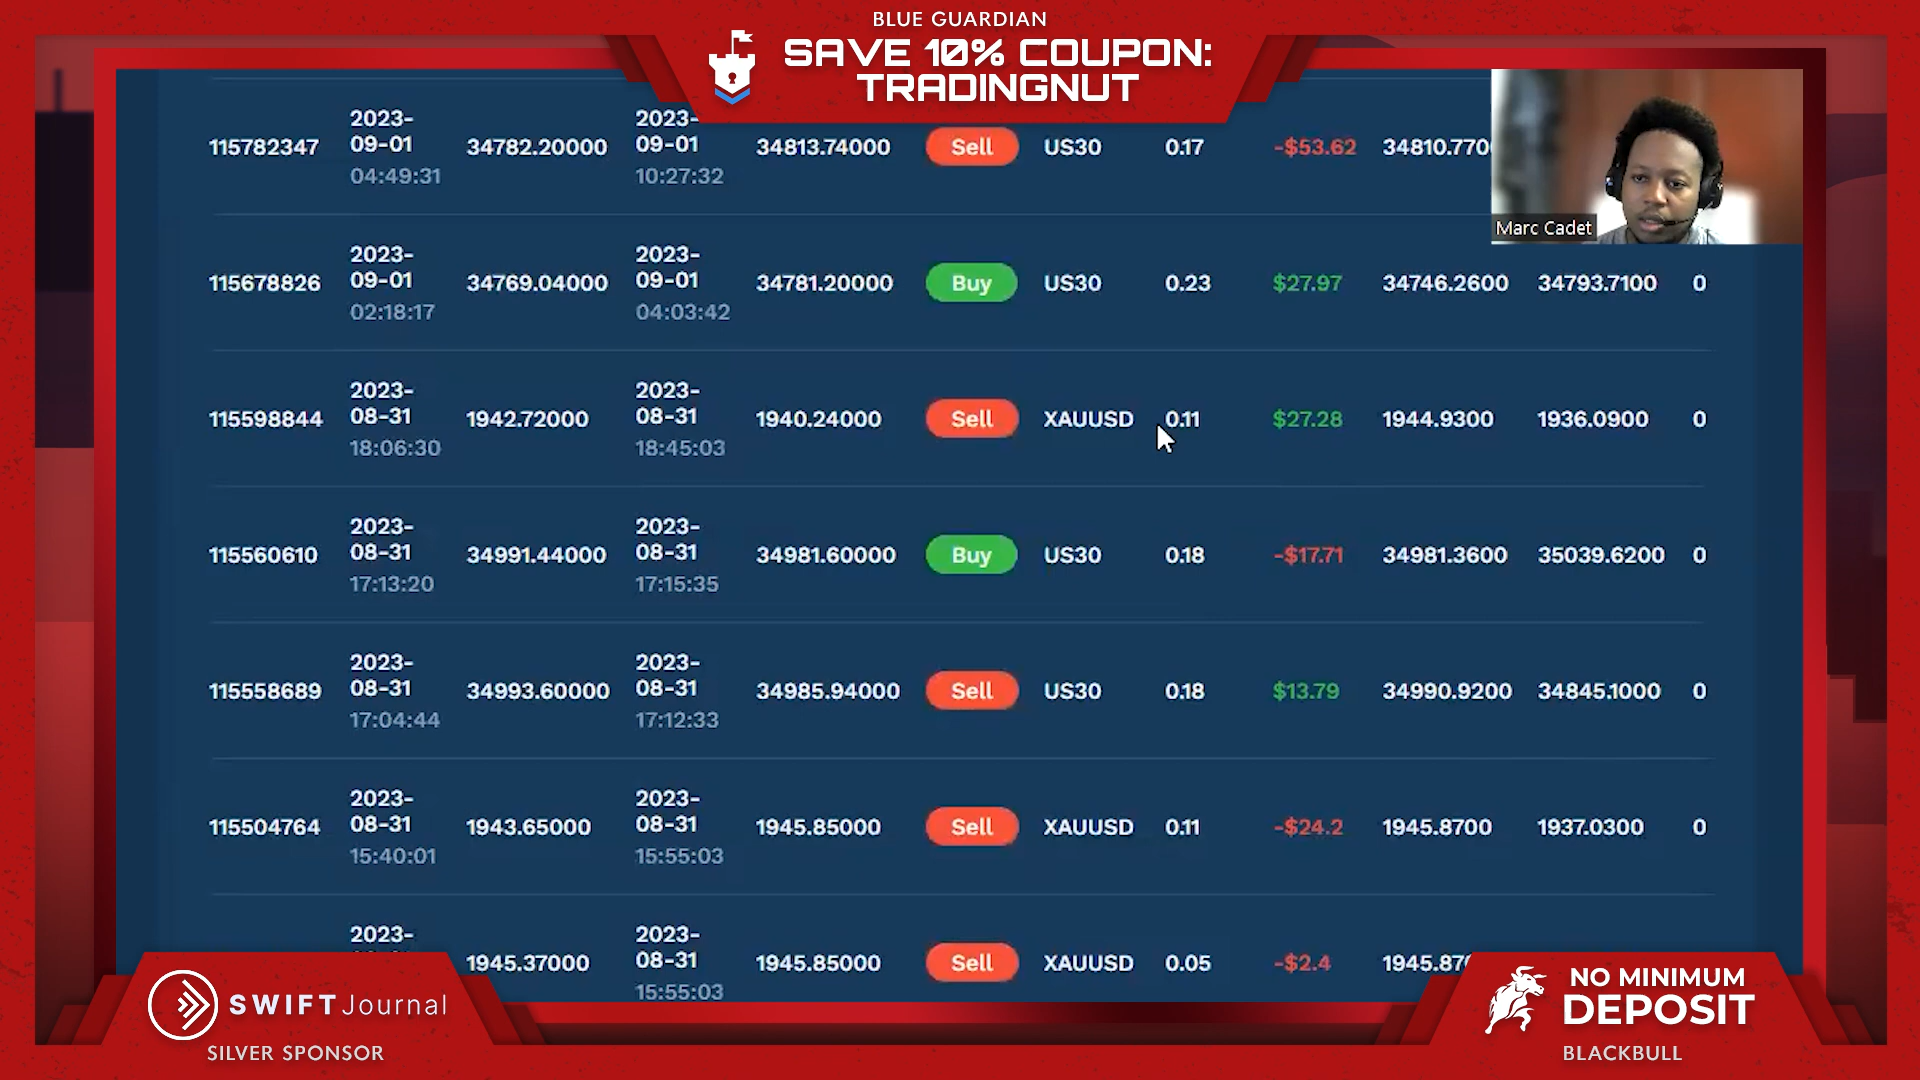 BLUE GUARDIAN
SAVE 10% COUPON:
TRADINGNUT
115782347 2023-09-01 04:49:31 34782.20000 2023-09-01 10:27:32 34813.74000 Sell US30 0.17 -$53.62 34810.770
Marc Cadet
115678826 2023-09-01 02:18:17 34769.04000 2023-09-01 04:03:42 34781.20000 Buy US30 0.23 $27.97 34746.2600 34793.7100 0
115598844 2023-08-31 18:06:30 1942.72000 2023-08-31 18:45:03 1940.24000 Sell XAUUSD 0.11 $27.28 1944.9300 1936.0900 0
115560610 2023-08-31 17:13:20 34991.44000 2023-08-31 17:15:35 34981.60000 Buy US30 0.18 -$17.71 34981.3600 35039.6200 0
115558689 2023-08-31 17:04:44 34993.60000 2023-08-31 17:12:33 34985.94000 Sell US30 0.18 $13.79 34990.9200 34845.1000 0
115504764 2023-08-31 15:40:01 1943.65000 2023-08-31 15:55:03 1945.85000 Sell XAUUSD 0.11 -$24.2 1945.8700 1937.0300 0
2023- 1945.37000 2023-08-31 15:55:03 1945.85000 Sell XAUUSD 0.05 -$2.4 1945.87
SWIFTJournal
SILVER SPONSOR
NO MINIMUM
DEPOSIT
BLACKBULL